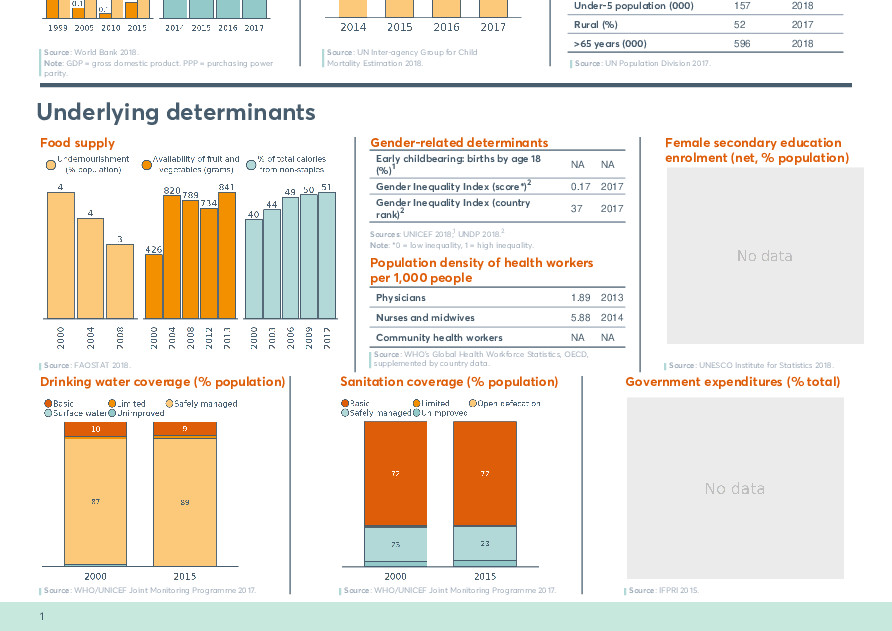 0.1
0.1
1999 2005 2010 2015
2014 2015 2016 2017
Source: World Bank 2018.
Note: GDP = gross domestic product. PPP = purchasing power
parity.
2014 2015 2016 2017
Source: UN Inter-agency Group for Child
Mortality Estimation 2018.
Under-5 population (000) 157 2018
Rural (%) 52 2018
>65 years (000) 596 2018
Source: UN Population Division 2017.
Underlying determinants
Food supply
Undernourishment
(% population)
Availability of fruit and
vegetables (grams)
% of total calories
from non-staples
4 4 3
426 820 789 734 841
40 44 49 50 51
2000 2004 2008
2000 2004 2008 2012
2000 2006 2009
Source: FAOSTAT 2018.
Gender-related determinants
Early childbearing: births by age 18
(%)1 NA NA
Gender Inequality Index (score*)2 0.17 2017
Gender Inequality Index (country
rank)2 37 2017
Sources: UNICEF 2018,1 UNDP 2018.2
Note: *0 = low inequality, 1 = high inequality.
Population density of health workers
per 1,000 people
Physicians 1.89 2013
Nurses and midwives 5.88 2014
Community health workers NA NA
Source: WHO's Global Health Workforce Statistics, OECD,
supplemented by country data.
Female secondary education
enrolment (net, % population)
No data
Source: UNESCO Institute for Statistics 2018.
Drinking water coverage (% population)
Basic Limited Safely managed
Surface water Unimproved
10 9
87 89
2000 2015
Source: WHO/UNICEF Joint Monitoring Programme 2017.
Sanitation coverage (% population)
Basic Limited Open defecation
Safely managed Unimproved
72 72
23 23
2000 2015
Source: WHO/UNICEF Joint Monitoring Programme 2017.
Government expenditures (% total)
No data
Source: IFPRI 2015.
1